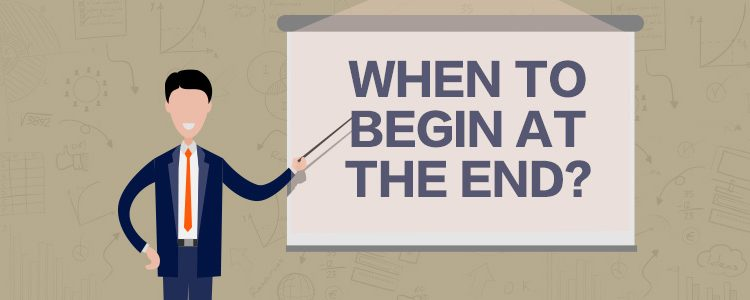 WHEN TO
BEGIN AT
THE END?